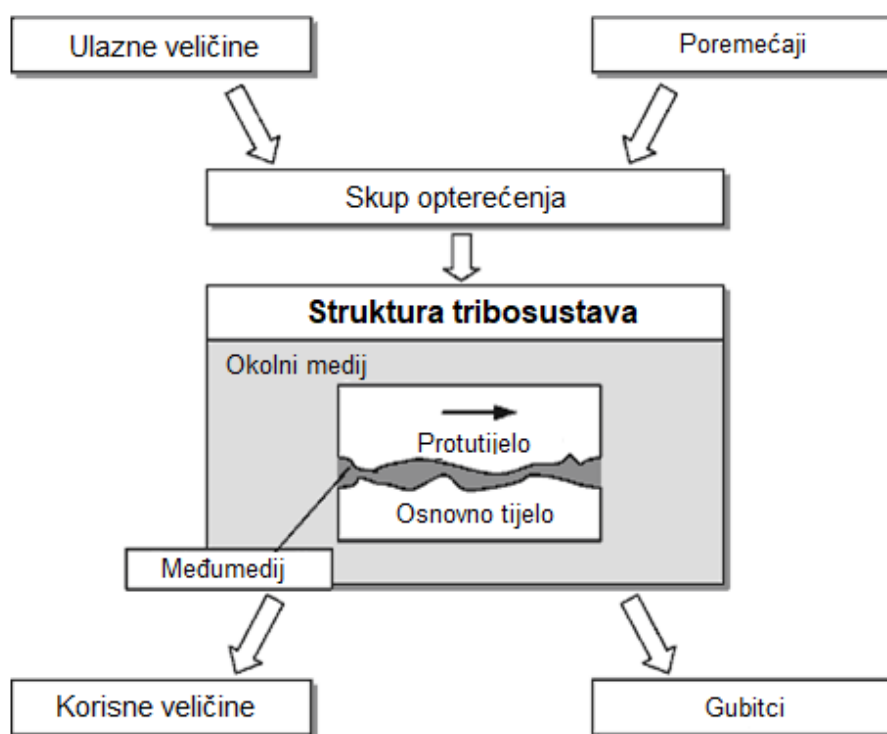 Ulazne veličine
Poremećaji
Skup opterećenja
Struktura tribosustava
Okolni medij
Protutijelo
Osnovno tijelo
Međumedij
Korisne veličine
Gubitci